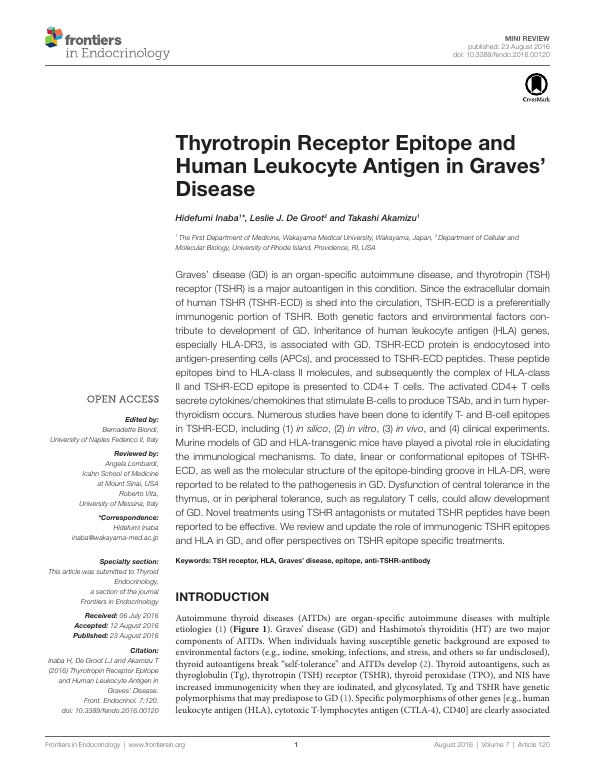 frontiers
in Endocrinology
MINI REVIEW
published: 23 August 2016
doi: 10.3389/fendo.2016.00120
CrossMark
Thyrotropin Receptor Epitope and
Human Leukocyte Antigen in Graves’
Disease
Hidefumi Inaba1*, Leslie J. De Groot2 and Takashi Akamizu1
1 The First Department of Medicine, Wakayama Medical University, Wakayama, Japan, 2 Department of Cellular and
Molecular Biology, University of Rhode Island, Providence, RI, USA
Graves’ disease (GD) is an organ-specific autoimmune disease, and thyrotropin (TSH)
receptor (TSHR) is a major autoantigen in this condition. Since the extracellular domain
of human TSHR (TSHR-ECD) is shed into the circulation, TSHR-ECD is a preferentially
immunogenic portion of TSHR. Both genetic factors and environmental factors con-
tribute to development of GD. Inheritance of human leukocyte antigen (HLA) genes,
especially HLA-DR3, is associated with GD. TSHR-ECD protein is endocytosed into
antigen-presenting cells (APCs), and processed to TSHR-ECD peptides. These peptide
epitopes bind to HLA-class II molecules, and subsequently the complex of HLA-class
II and TSHR-ECD epitope is presented to CD4+ T cells. The activated CD4+ T cells
secrete cytokines/chemokines that stimulate B-cells to produce TSAb, and in turn hyper-
thyroidism occurs. Numerous studies have been done to identify T- and B-cell epitopes
in TSHR-ECD, including (1) in silico, (2) in vitro, (3) in vivo, and (4) clinical experiments.
Murine models of GD and HLA-transgenic mice have played a pivotal role in elucidating
the immunological mechanisms. To date, linear or conformational epitopes of TSHR-
ECD, as well as the molecular structure of the epitope-binding groove in HLA-DR, were
reported to be related to the pathogenesis in GD. Dysfunction of central tolerance in the
thymus, or in peripheral tolerance, such as regulatory T cells, could allow development
of GD. Novel treatments using TSHR antagonists or mutated TSHR peptides have been
reported to be effective. We review and update the role of immunogenic TSHR epitopes
and HLA in GD, and offer perspectives on TSHR epitope specific treatments.
Keywords: TSH receptor, HLA, Graves’ disease, epitope, anti-TSHR-antibody
OPEN ACCESS
Edited by:
Bernadette Biondi,
University of Naples Federico II, Italy
Reviewed by:
Angela Lombardi,
Icahn School of Medicine
at Mount Sinai, USA
Roberto Vita,
University of Messina, Italy
*Correspondence:
Hidefumi Inaba
inaba@wakayama-med.ac.jp
Specialty section:
This article was submitted to Thyroid
Endocrinology,
a section of the journal
Frontiers in Endocrinology
Received: 06 July 2016
Accepted: 12 August 2016
Published: 23 August 2016
Citation:
Inaba H, De Groot LJ and Akamizu T
(2016) Thyrotropin Receptor Epitope
and Human Leukocyte Antigen in
Graves’ Disease.
Front. Endocrinol. 7:120.
doi: 10.3389/fendo.2016.00120
INTRODUCTION
Autoimmune thyroid diseases (AITDs) are organ-specific autoimmune diseases with multiple
etiologies (1) (Figure 1). Graves’ disease (GD) and Hashimoto’s thyroiditis (HT) are two major
components of AITDs. When individuals having susceptible genetic background are exposed to
environmental factors (e.g., iodine, smoking, infections, and stress, and others so far undisclosed),
thyroid autoantigens break “self-tolerance” and AITDs develop (2). Thyroid autoantigens, such as
thyroglobulin (Tg), thyrotropin (TSH) receptor (TSHR), thyroid peroxidase (TPO), and NIS have
increased immunogenicity when they are iodinated, and glycosylated. Tg and TSHR have genetic
polymorphisms that may predispose to GD (1). Specific polymorphisms of other genes [e.g., human
leukocyte antigen (HLA), cytotoxic T-lymphocytes antigen (CTLA-4), CD40] are clearly associated
Frontiers in Endocrinology | www.frontiersin.org
1
August 2016 | Volume 7 | Article 120